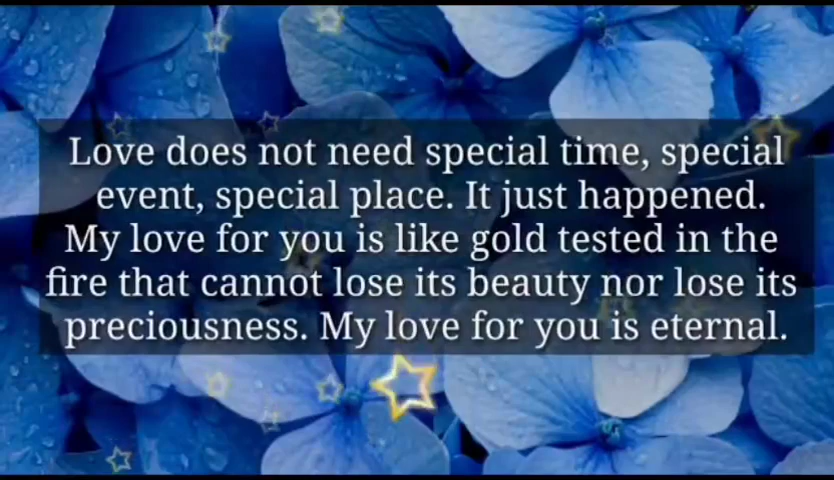 Love does not need special time, special
event, special place. It just happened.
My love for you is like gold tested in the
fire that cannot lose its beauty nor lose its
preciousness. My love for you is eternal.